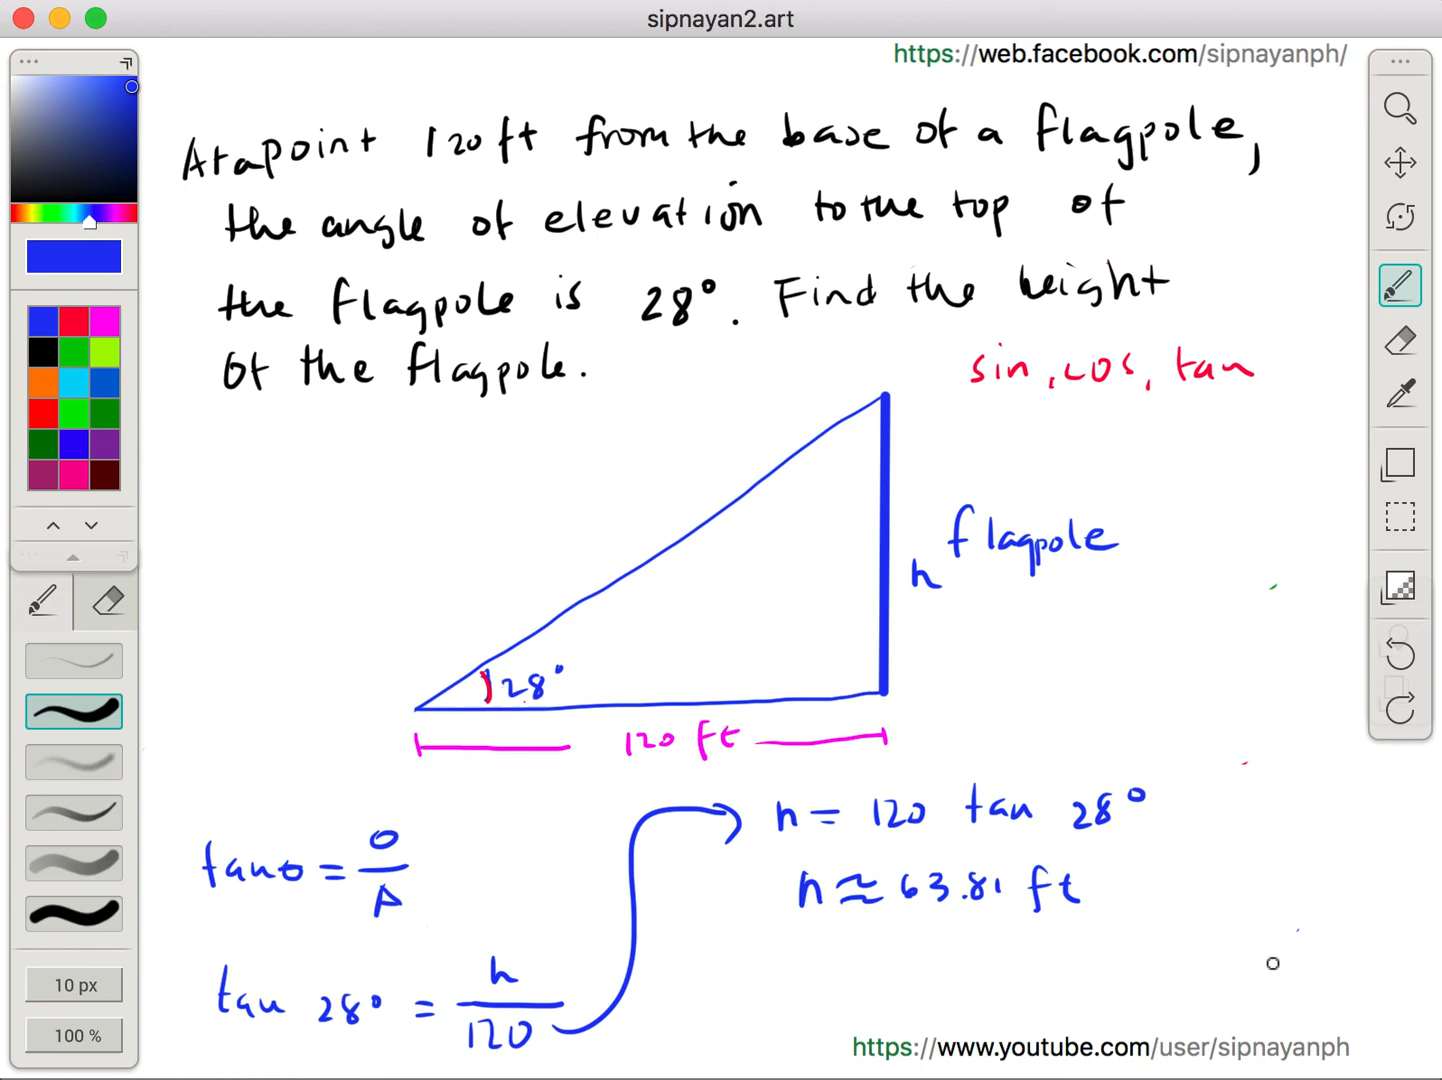 sipnayan2.art
https://web.facebook.com/sipnayanph/
At a point 120 ft from the base of a flagpole,
the angle of elevation to the top of
the flagpole is 28°. Find the height
of the flagpole.
sin, cos, tan
flagpole
h
28°
120 ft
tanθ = O/A
tan 28° = h/120
h = 120 tan 28°
h ≈ 63.81 ft
10 px
100 %
https://www.youtube.com/user/sipnayanph